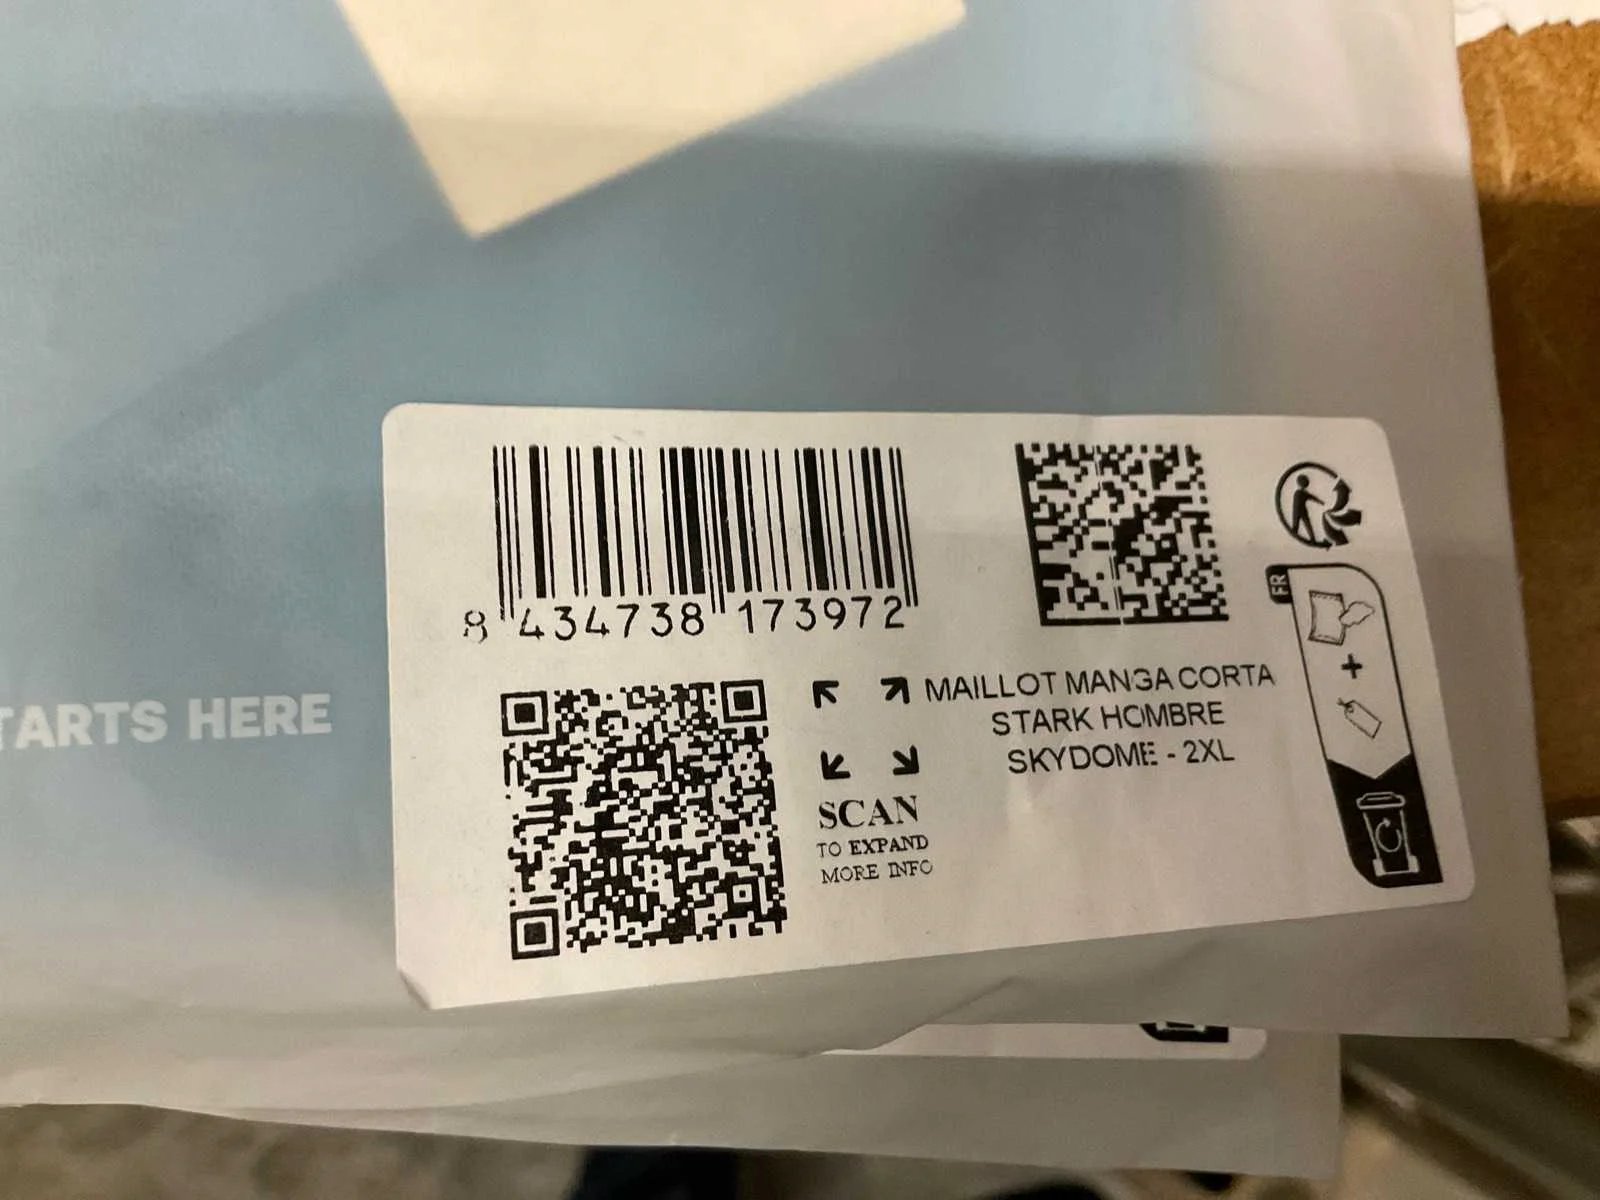 TARTS HERE
8 434738 173972
MAILLOT MANGA CORTA
STARK HOMBRE
SKYDOME - 2XL
SCAN
TO EXPAND
MORE INFO
FR